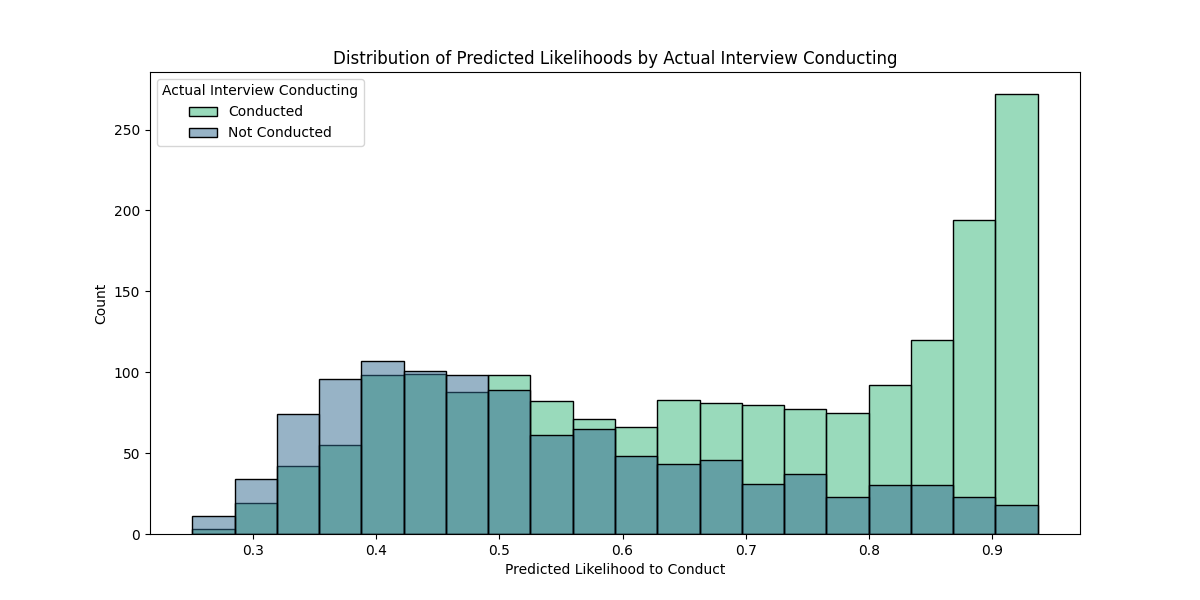 Distribution of Predicted Likelihoods by Actual Interview Conducting
Actual Interview Conducting
Conducted
Not Conducted
Count
250
200
150
100
50
0
0.3 0.4 0.5 0.6 0.7 0.8 0.9
Predicted Likelihood to Conduct